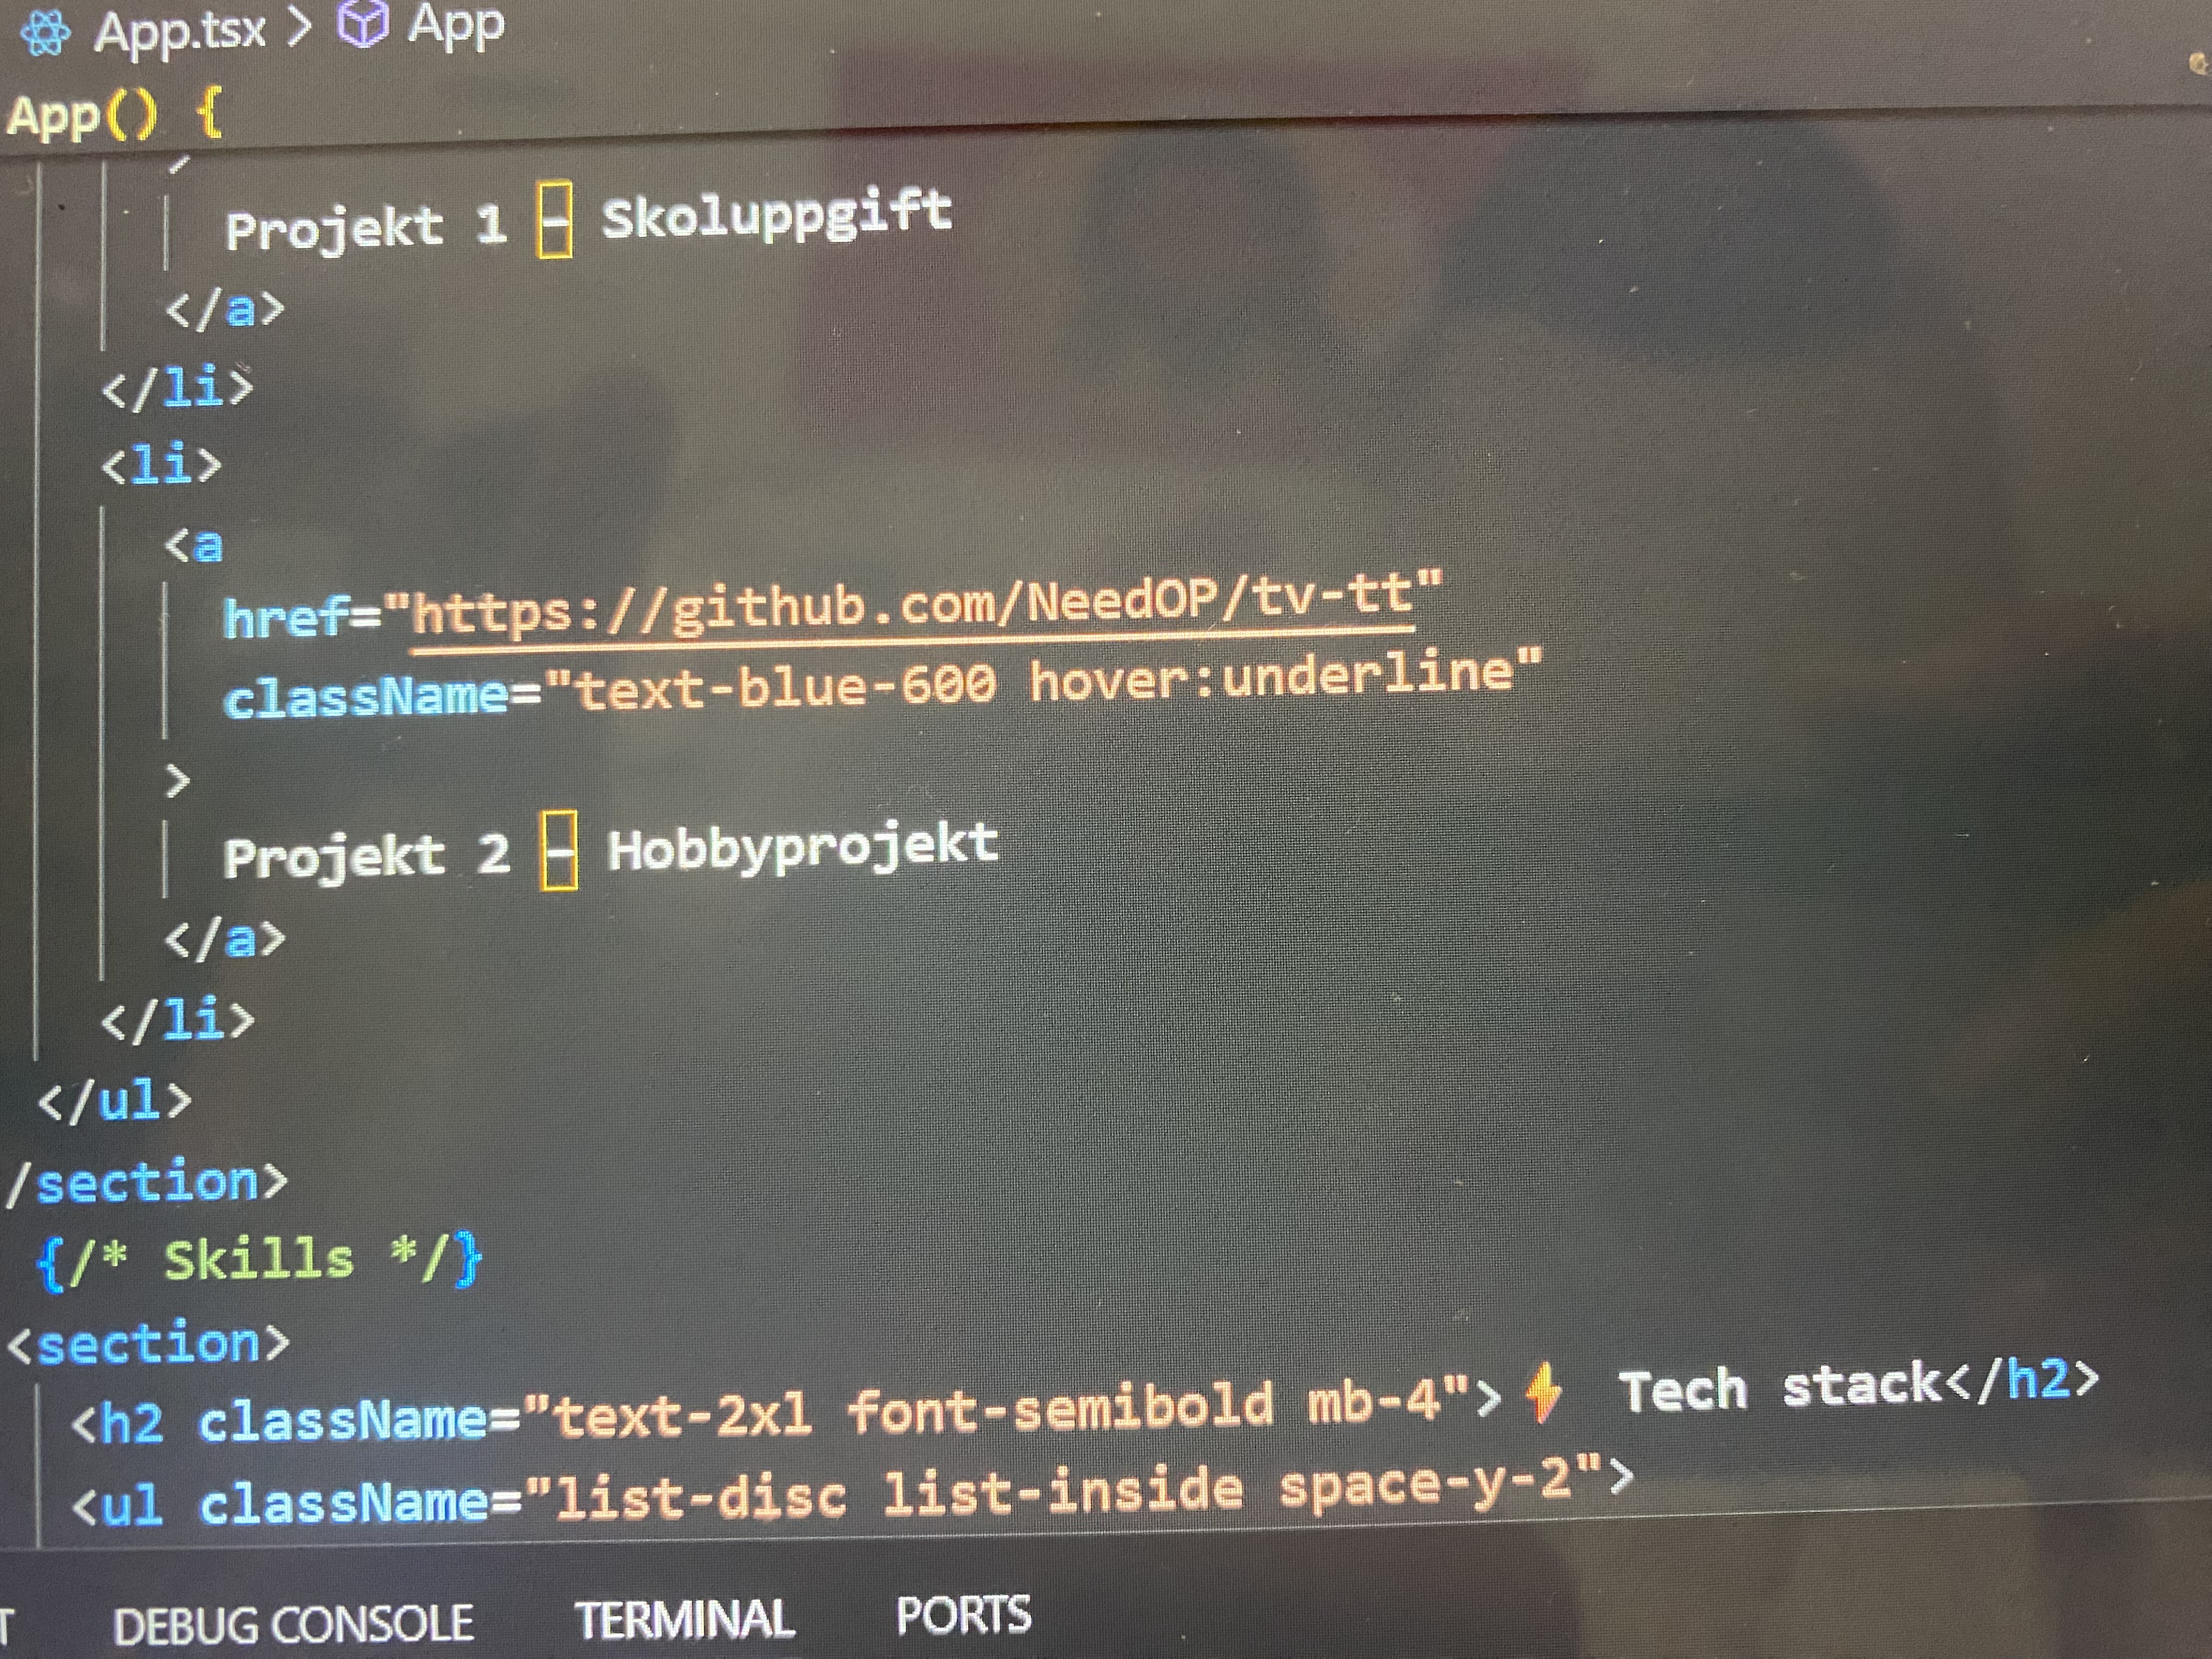 App.tsx > App
App() {
>
Projekt 1 – Skoluppgift
</a>
</li>
<li>
<a
href="https://github.com/NeedOP/tv-tt"
className="text-blue-600 hover:underline"
>
Projekt 2 – Hobbyprojekt
</a>
</li>
</ul>
/section>
{/* Skills */}
<section>
<h2 className="text-2xl font-semibold mb-4">⚡ Tech stack</h2>
<ul className="list-disc list-inside space-y-2">
T DEBUG CONSOLE TERMINAL PORTS